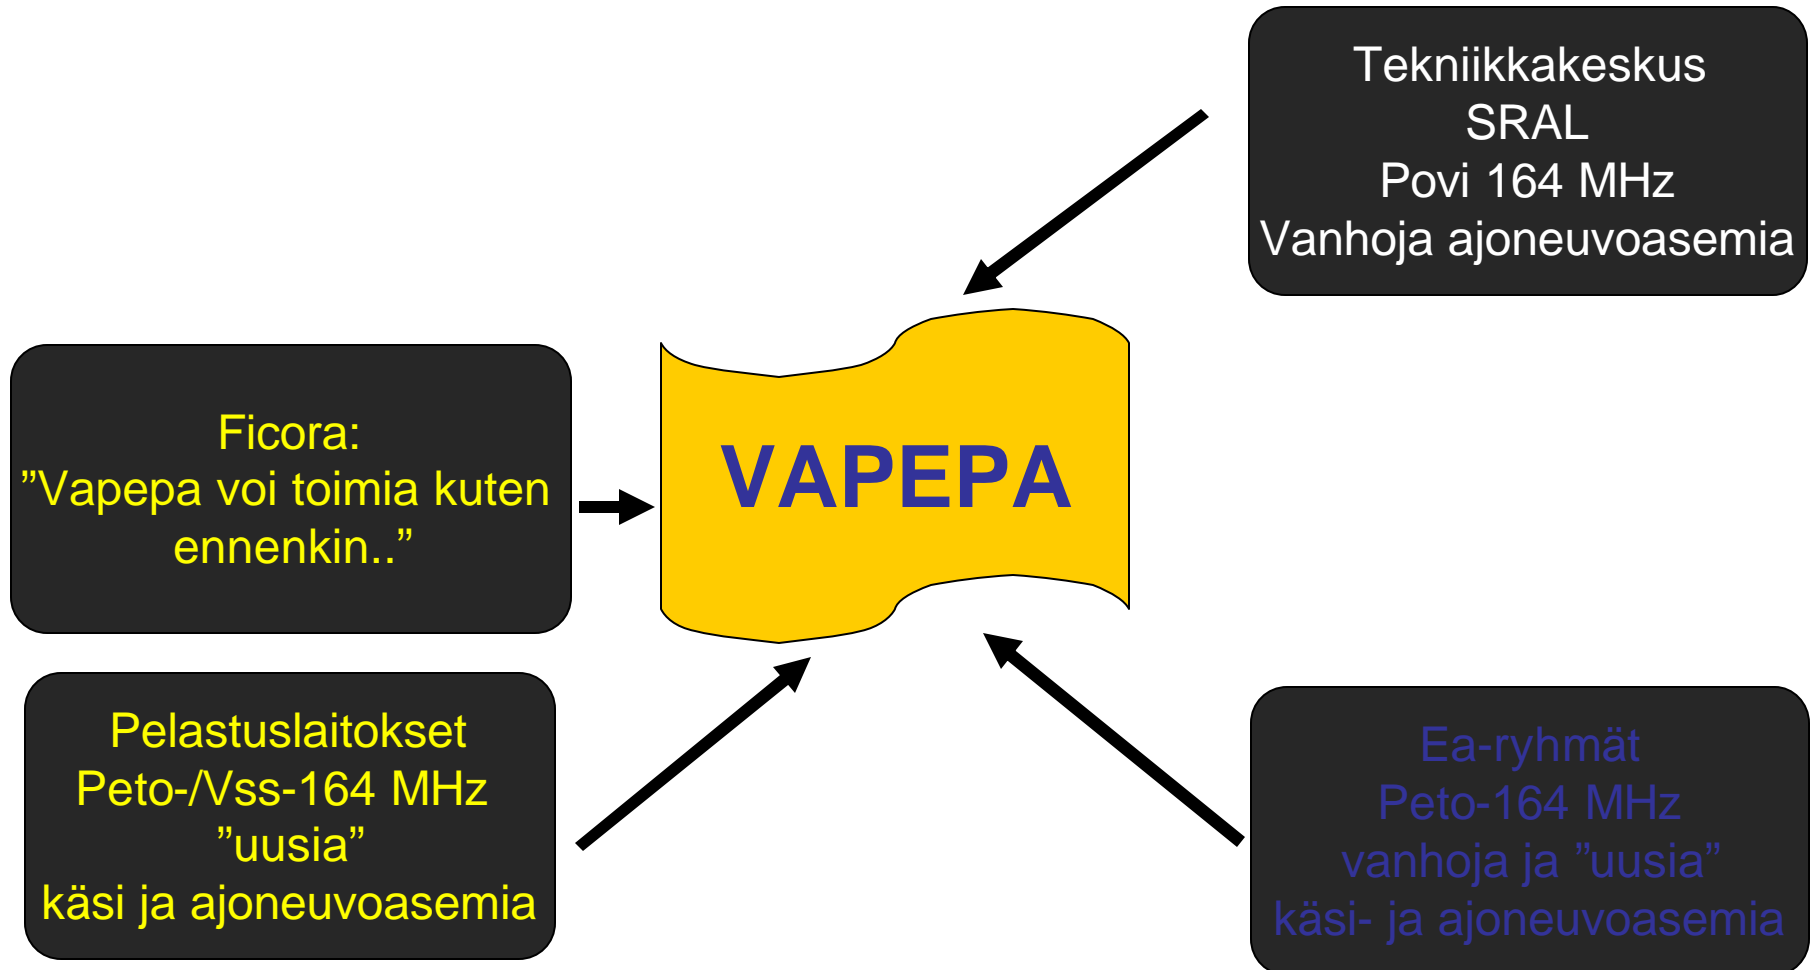 Tekniikkakeskus
SRAL
Povi 164 MHz
Vanhoja ajoneuvoasemia
Ficora:
”Vapepa voi toimia kuten
ennenkin..”
VAPEPA
Pelastuslaitokset
Peto-/Vss-164 MHz
”uusia”
käsi ja ajoneuvoasemia
Ea-ryhmät
Peto-164 MHz
vanhoja ja ”uusia”
käsi- ja ajoneuvoasemia